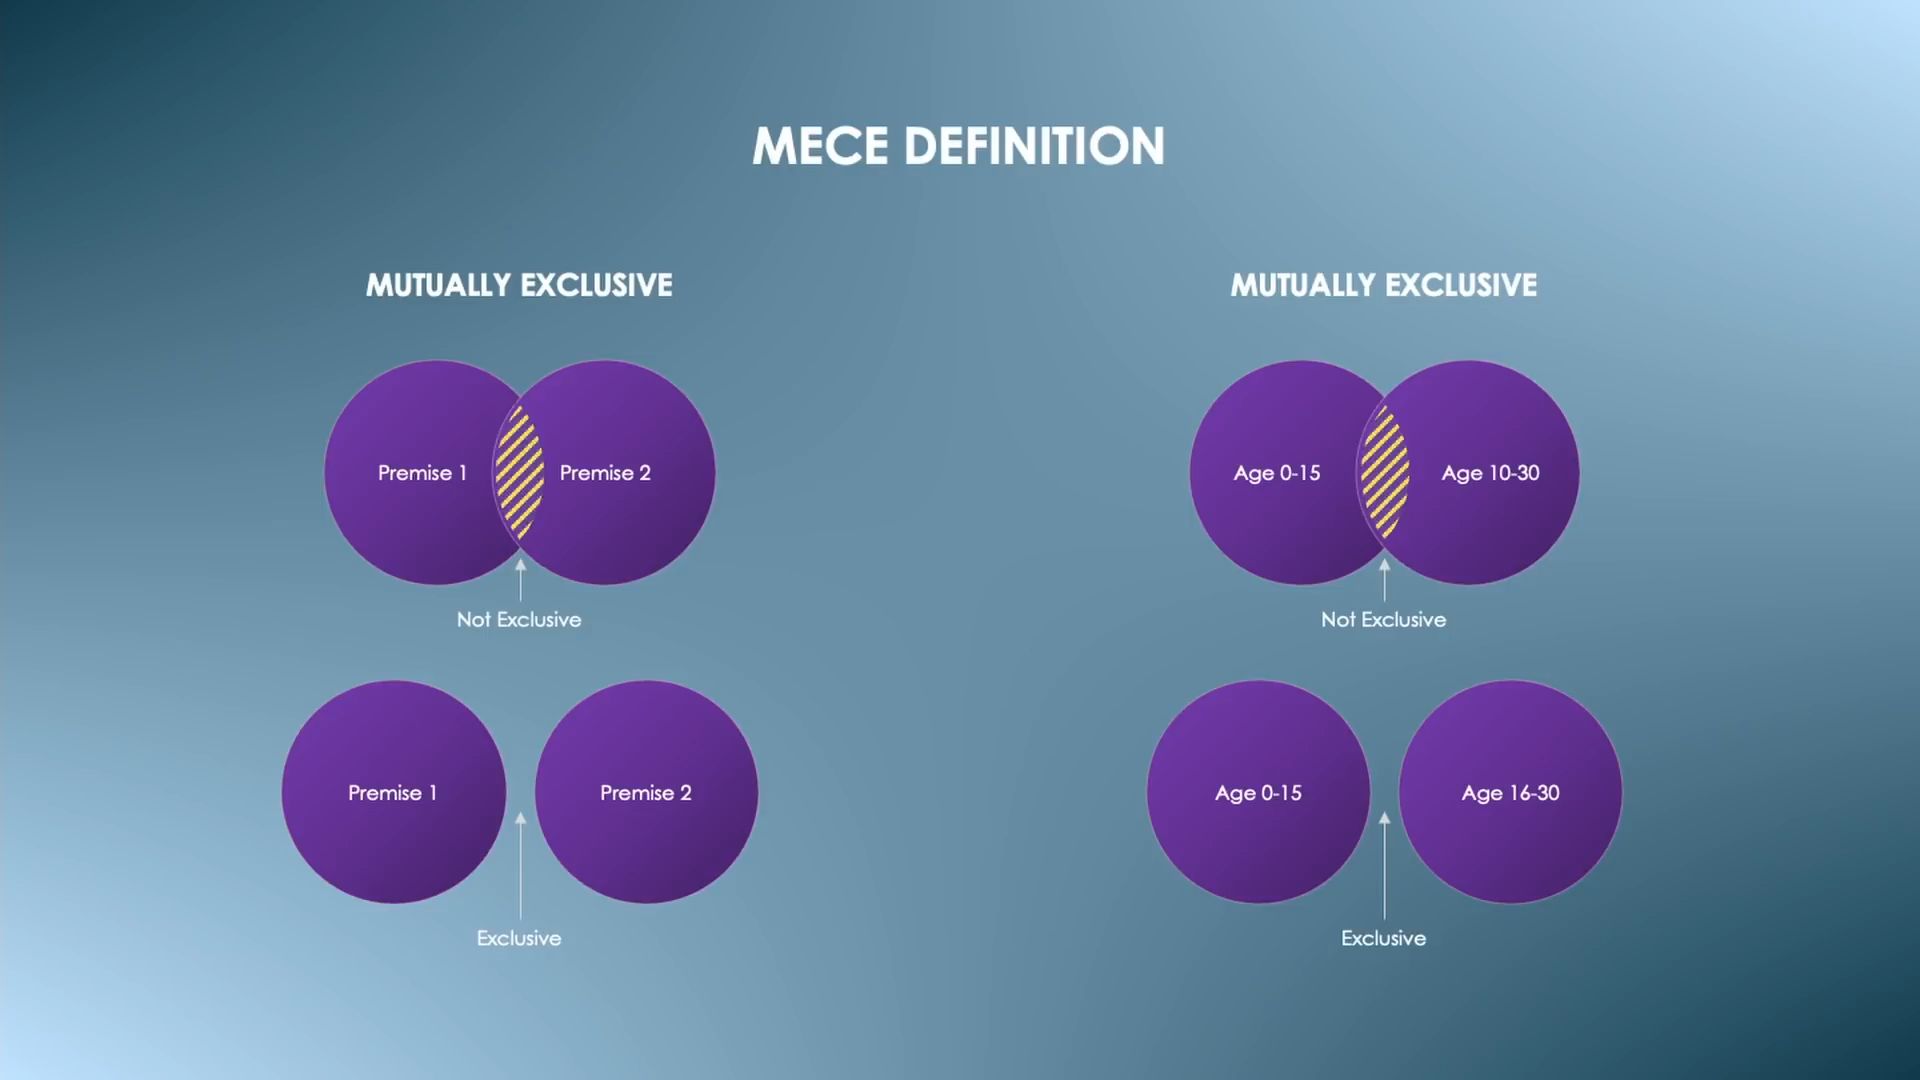 MECE DEFINITION
MUTUALLY EXCLUSIVE
Premise 1
Premise 2
Not Exclusive
Premise 1
Premise 2
Exclusive
MUTUALLY EXCLUSIVE
Age 0-15
Age 10-30
Not Exclusive
Age 0-15
Age 16-30
Exclusive